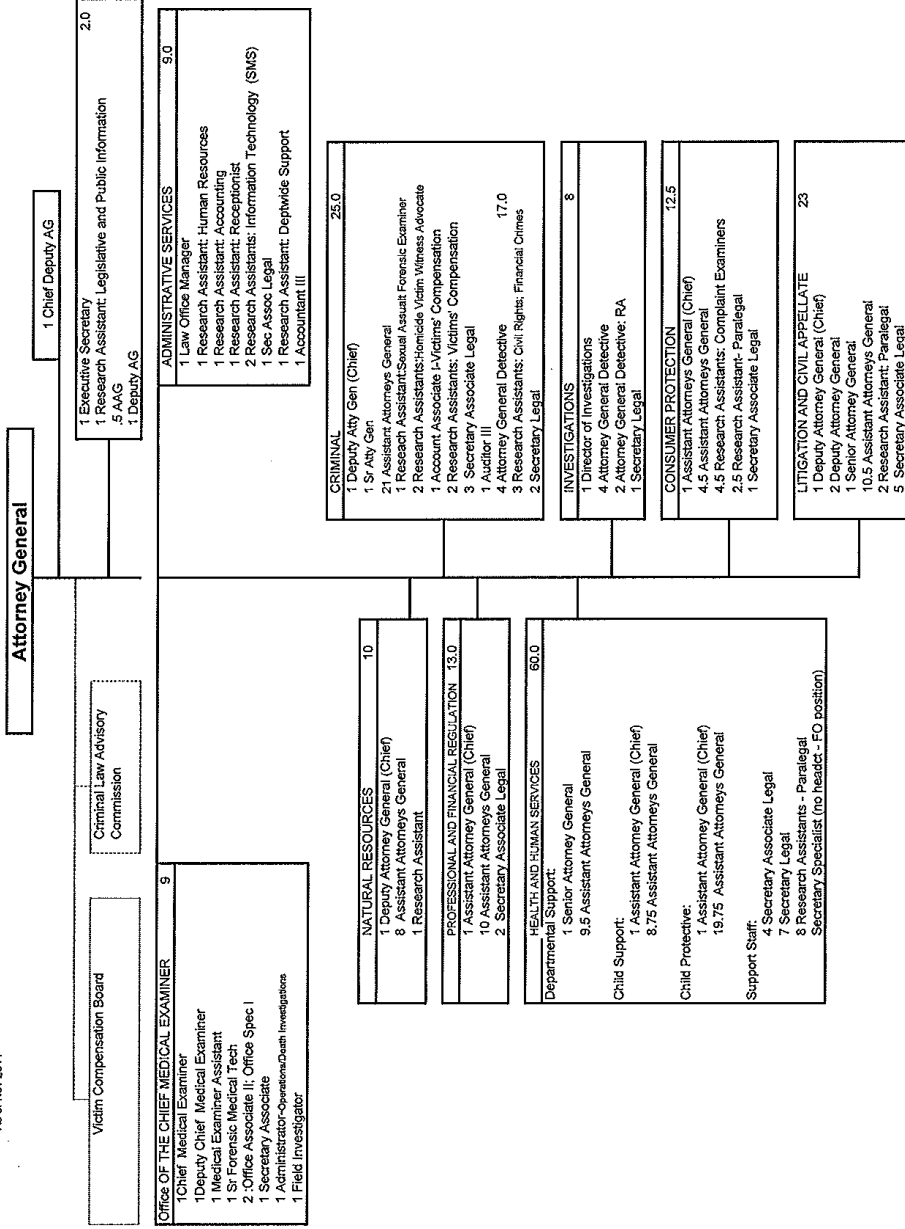 Attorney General
1 Chief Deputy AG
Victim Compensation Board
Criminal Law Advisory
Commission
1 Executive Secretary 2.0
1 Research Assistant: Legislative and Public Information
.5 AAG
1 Deputy AG
Office OF THE CHIEF MEDICAL EXAMINER 9
1Chief Medical Examiner
1Deputy Chief Medical Examiner
1 Medical Examiner Assistant
1 Sr Forensic Medical Tech
2 :Office Associate II; Office Spec I
1 Secretary Associate
1 Administrator-Operations/Death Investigations
1 Field Investigator
ADMINISTRATIVE SERVICES 9.0
1 Law Office Manager
1 Research Assistant: Human Resources
1 Research Assistant: Accounting
1 Research Assistant: Receptionist
2 Research Assistants: Information Technology (SMS)
1 Sec Assoc Legal
1 Research Assistant: Deptwide Support
1 Accountant III
NATURAL RESOURCES 10
1 Deputy Attorney General (Chief)
8 Assistant Attorneys General
1 Research Assistant
PROFESSIONAL AND FINANCIAL REGULATION 13.0
1 Assistant Attorney General (Chief)
10 Assistant Attorneys General
2 Secretary Associate Legal
HEALTH AND HUMAN SERVICES 60.0
Departmental Support:
1 Senior Attorney General
9.5 Assistant Attorneys General
Child Support:
1 Assistant Attorney General (Chief)
8.75 Assistant Attorneys General
Child Protective:
1 Assistant Attorney General (Chief)
19.75 Assistant Attorneys General
Support Staff:
4 Secretary Associate Legal
7 Secretary Legal
8 Research Assistants - Paralegal
Secretary Specialist (no headct - FO position)
CRIMINAL 25.0
1 Deputy Atty Gen (Chief)
1 Sr Atty Gen
21 Assistant Attorneys General
1 Reseach Assistant:Sexual Assualt Forensic Examiner
2 Research Assistants:Homicide Victim Witness Advocate
1 Account Associate I-Victims' Compensation
2 Research Assistants: Victims' Compensation
3 Secretary Associate Legal
1 Auditor III
4 Attorney General Detective 17.0
3 Research Assistants: Civil Rights; Financial Crimes
2 Secretary Legal
INVESTIGATIONS 8
1 Director of Investigations
4 Attorney General Detective
2 Attorney General Detective: RA
1 Secretary Legal
CONSUMER PROTECTION 12.5
1 Assistant Attorneys General (Chief)
4.5 Assistant Attorneys General
4.5 Research Assistants: Complaint Examiners
2.5 Research Assistant- Paralegal
1 Secretary Associate Legal
LITIGATION AND CIVIL APPELLATE 23
1 Deputy Attorney General (Chief)
2 Deputy Attorney General
1 Senior Attorney General
10.5 Assistant Attorneys General
2 Research Assistant: Paralegal
5 Secretary Associate Legal